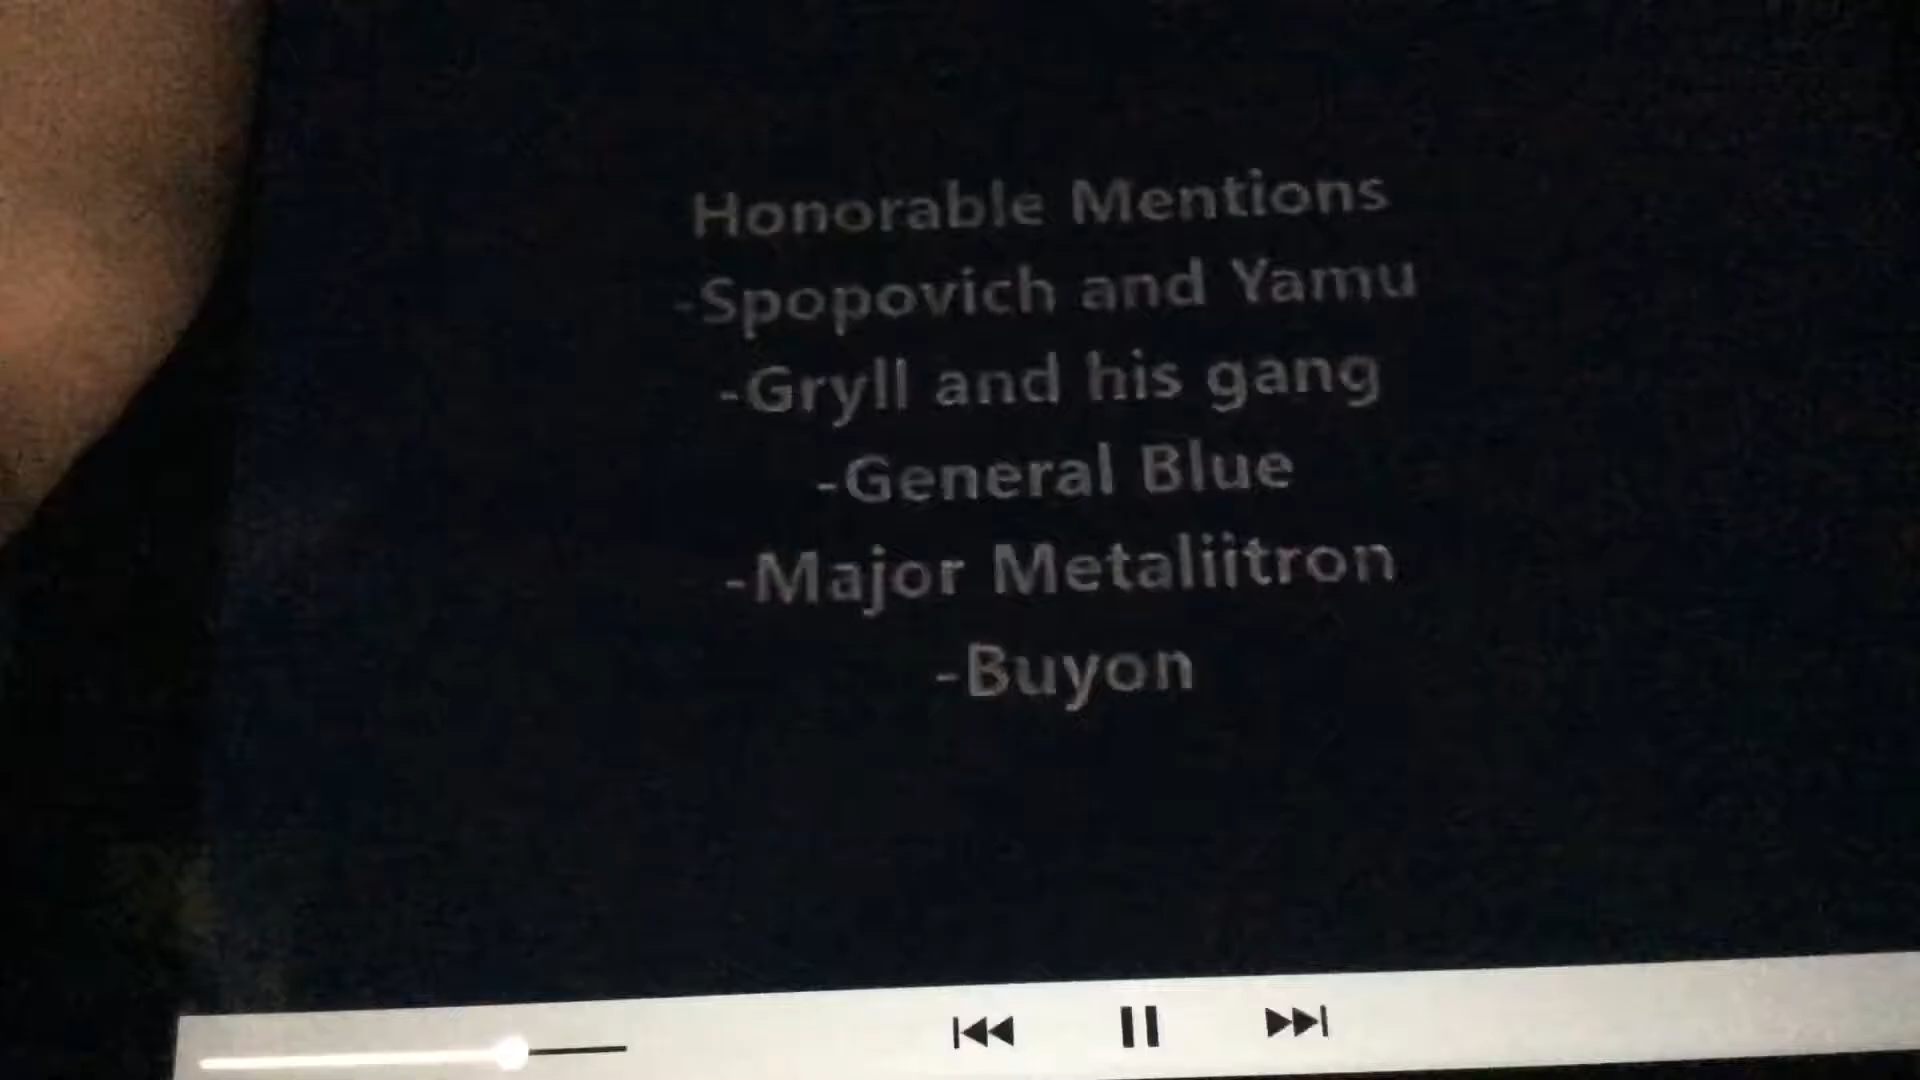 Honorable Mentions
-Spopovich and Yamu
-Gryll and his gang
-General Blue
-Major Metaliitron
-Buyon